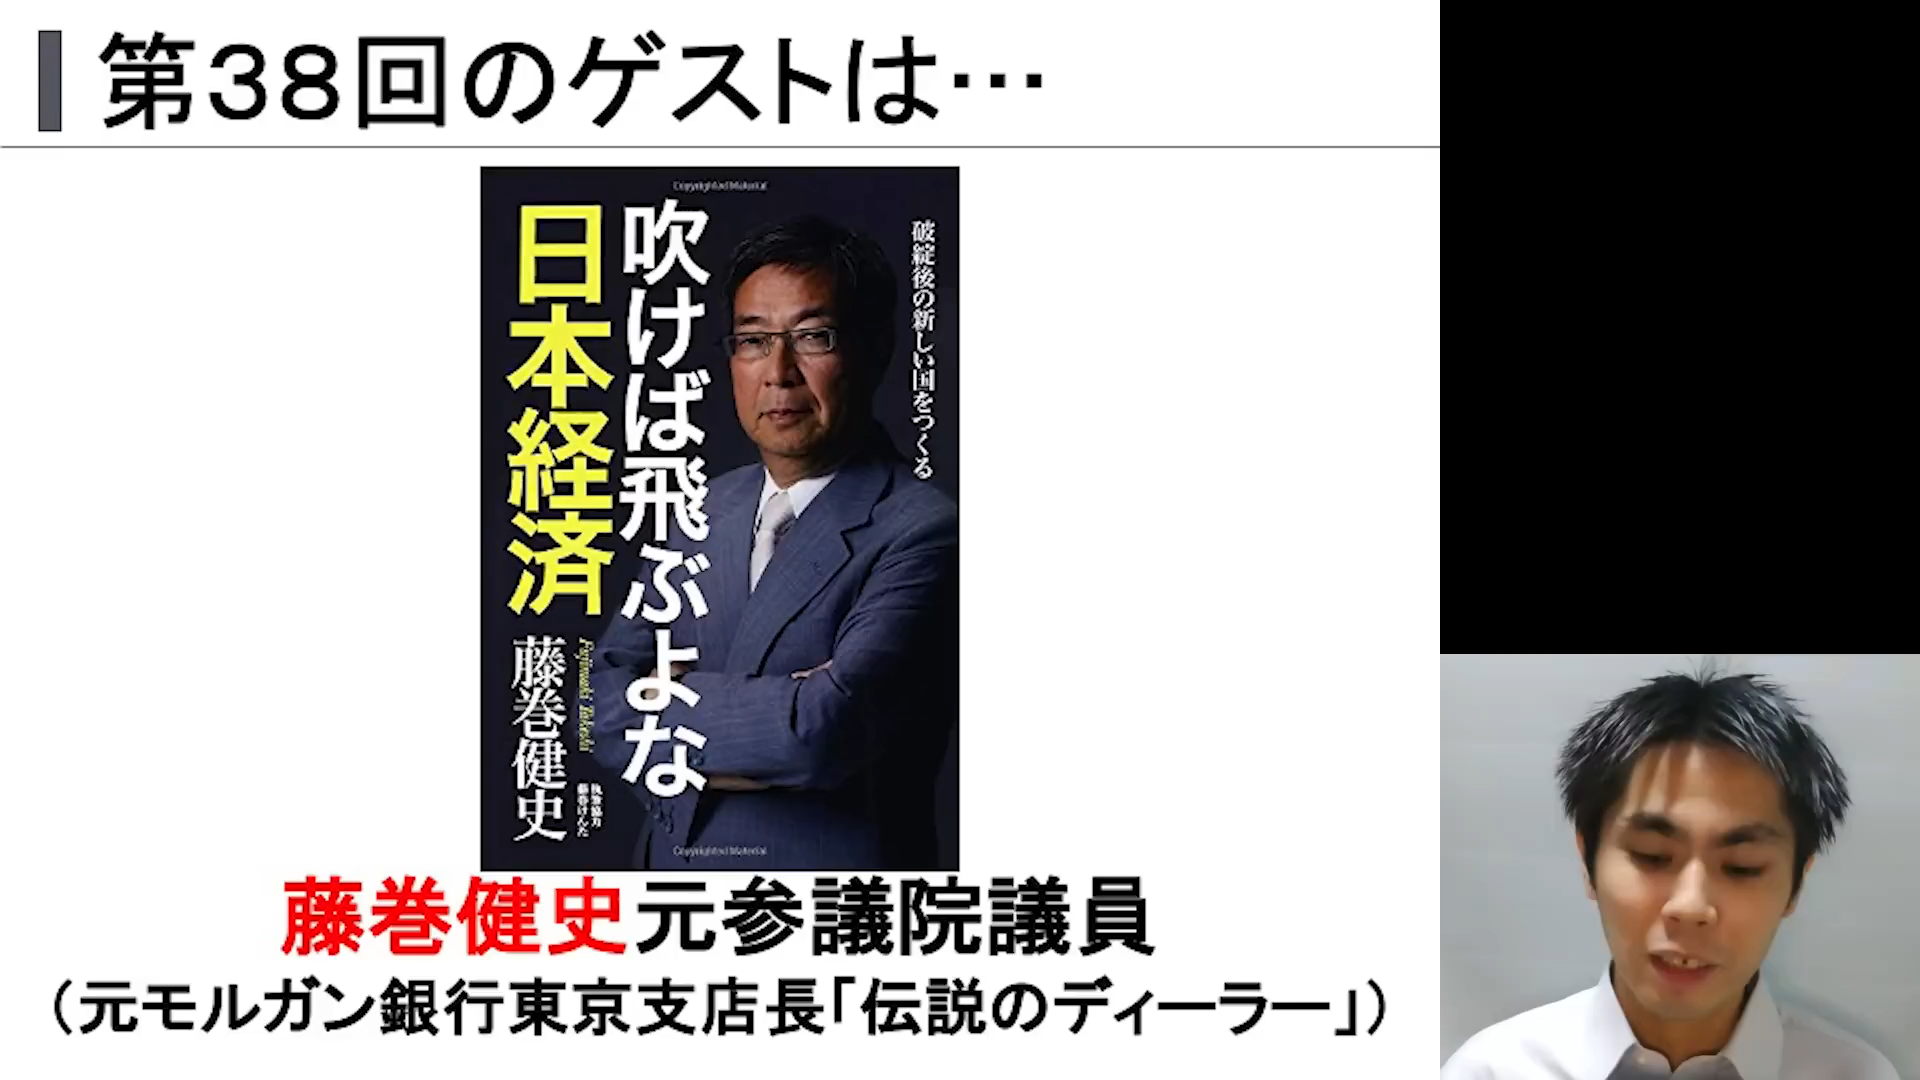 第38回のゲストは…
Copyrighted Material
破綻後の新しい国をつくる
吹けば飛ぶよな
日本経済
藤巻健史
Fujimaki Takeshi
執筆協力
藤巻けんた
Copyrighted Material
藤巻健史元参議院議員
（元モルガン銀行東京支店長「伝説のディーラー」）